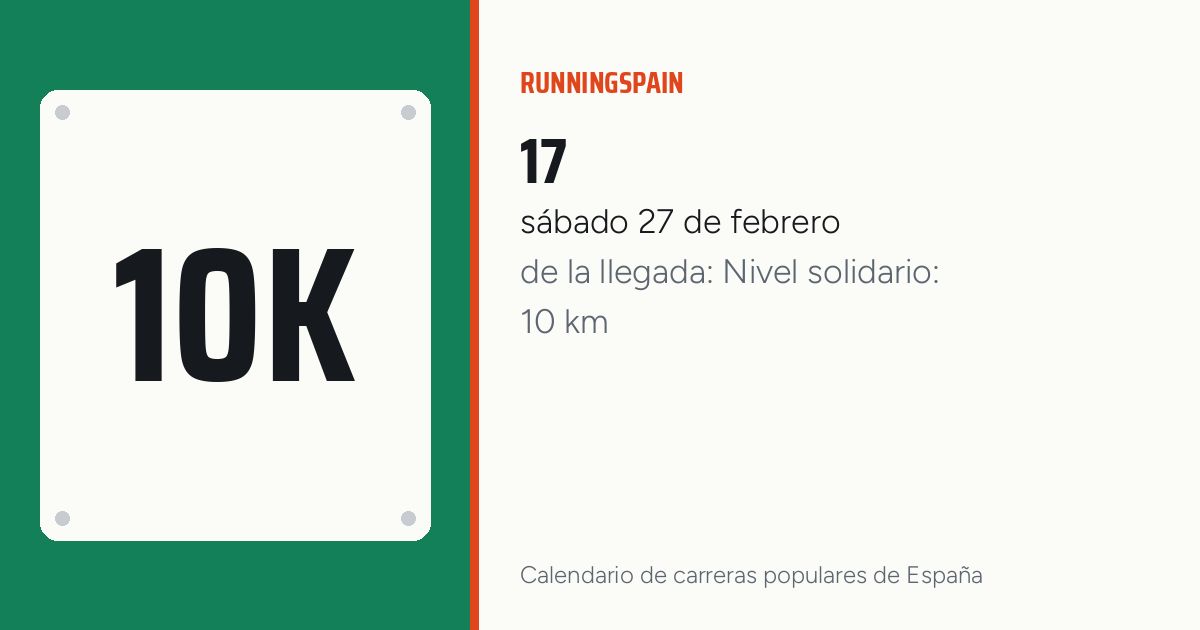 10K
RUNNINGSPAIN
17
sábado 27 de febrero
de la llegada: Nivel solidario:
10 km
Calendario de carreras populares de España